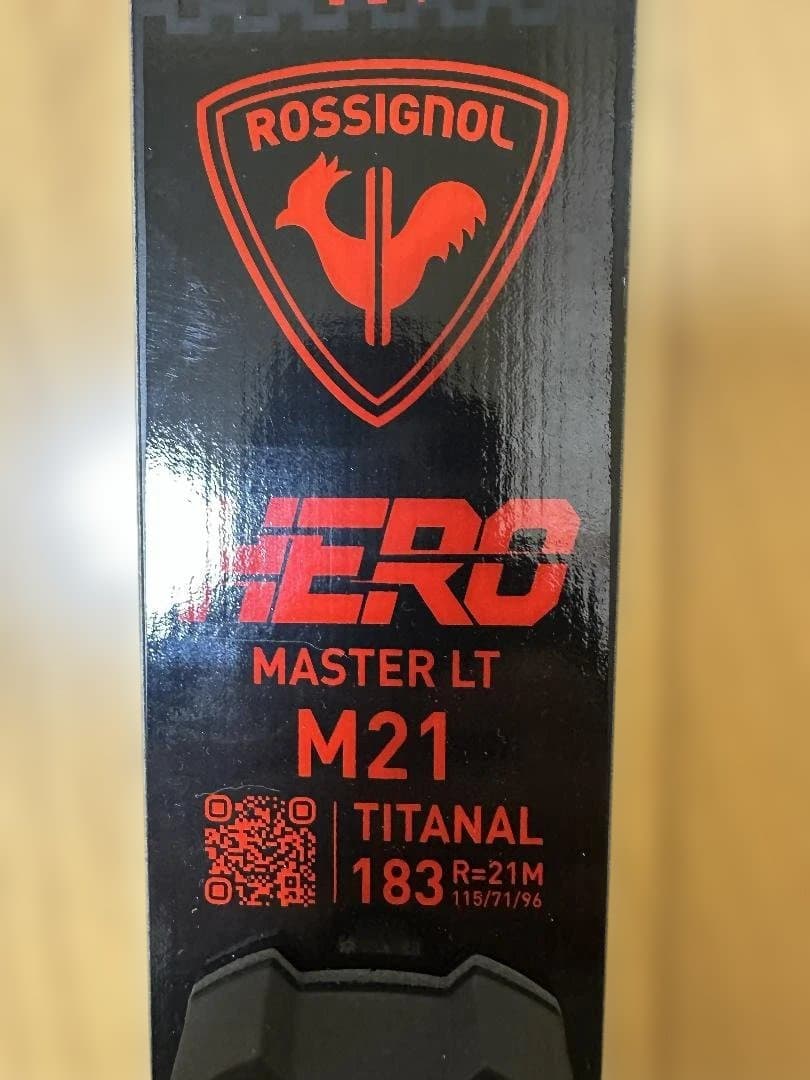 ROSSIGNOL
HERO
MASTER LT
M21
TITANAL
183 R=21M
115/71/96